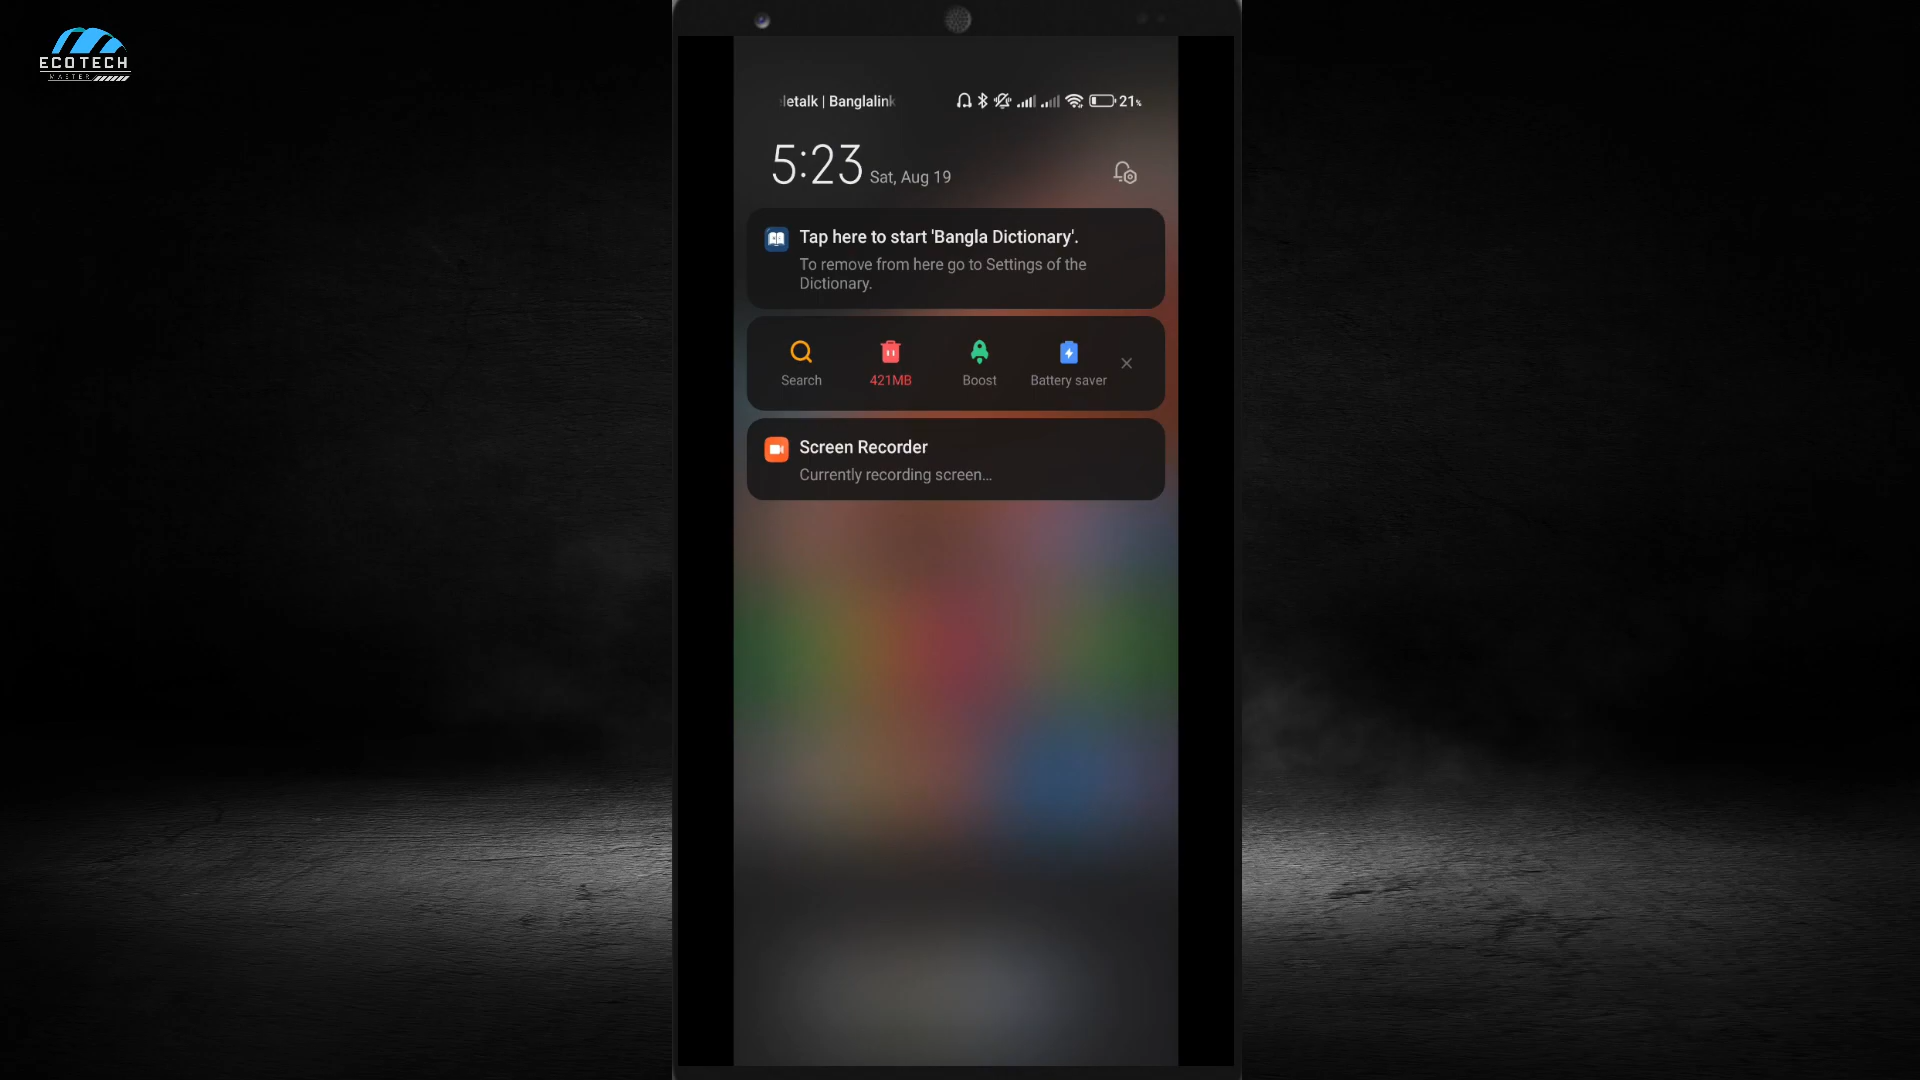 ECOTECH
MASTER
letalk | Banglalink
21%
5:23 Sat, Aug 19
Tap here to start 'Bangla Dictionary'.
To remove from here go to Settings of the
Dictionary.
Search
421MB
Boost
Battery saver
Screen Recorder
Currently recording screen...